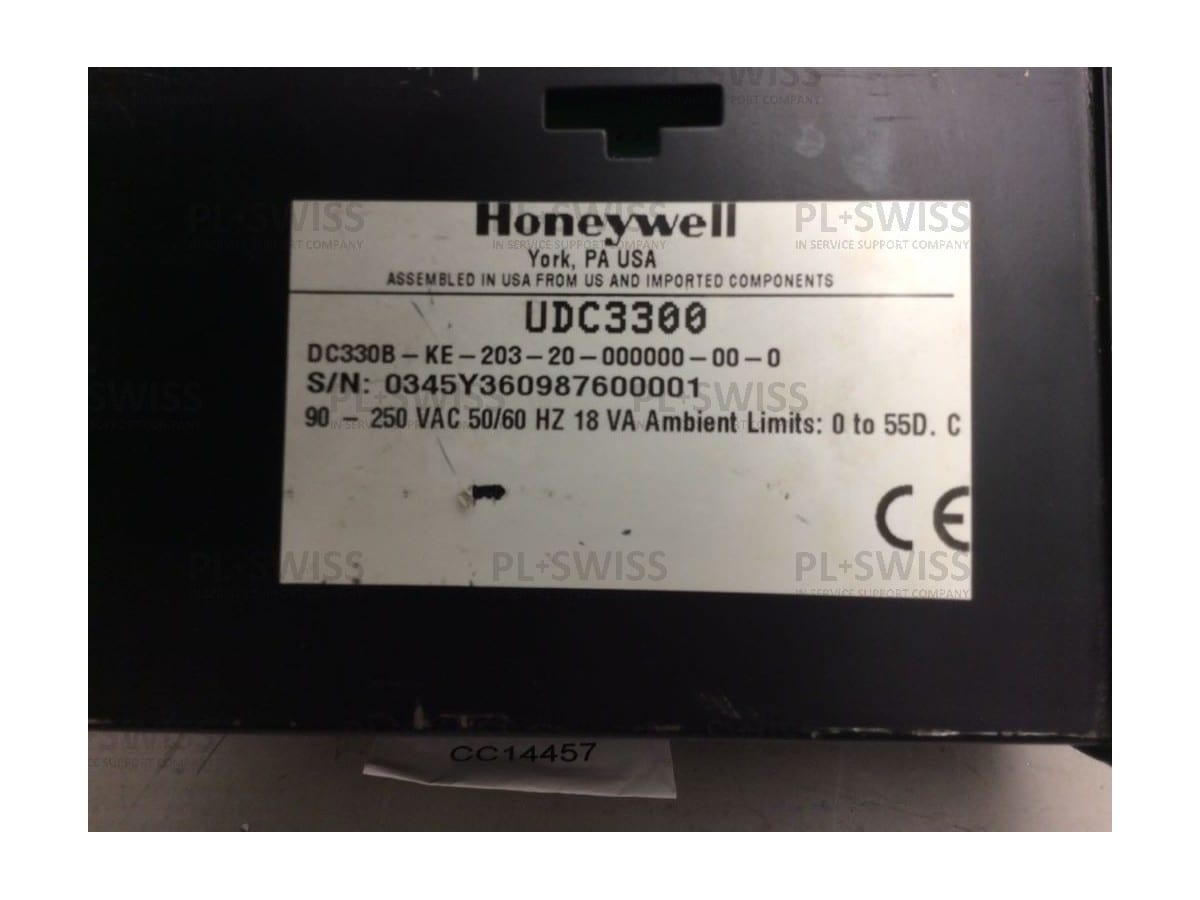 Honeywell
York, PA USA
ASSEMBLED IN USA FROM US AND IMPORTED COMPONENTS
UDC3300
DC330B – KE – 203 – 20 – 000000 – 00 – 0
S/N: 0345Y360987600001
90 – 250 VAC 50/60 HZ 18 VA Ambient Limits: 0 to 55D. C
CE
PL+SWISS
IN SERVICE SUPPORT COMPANY
CC14457